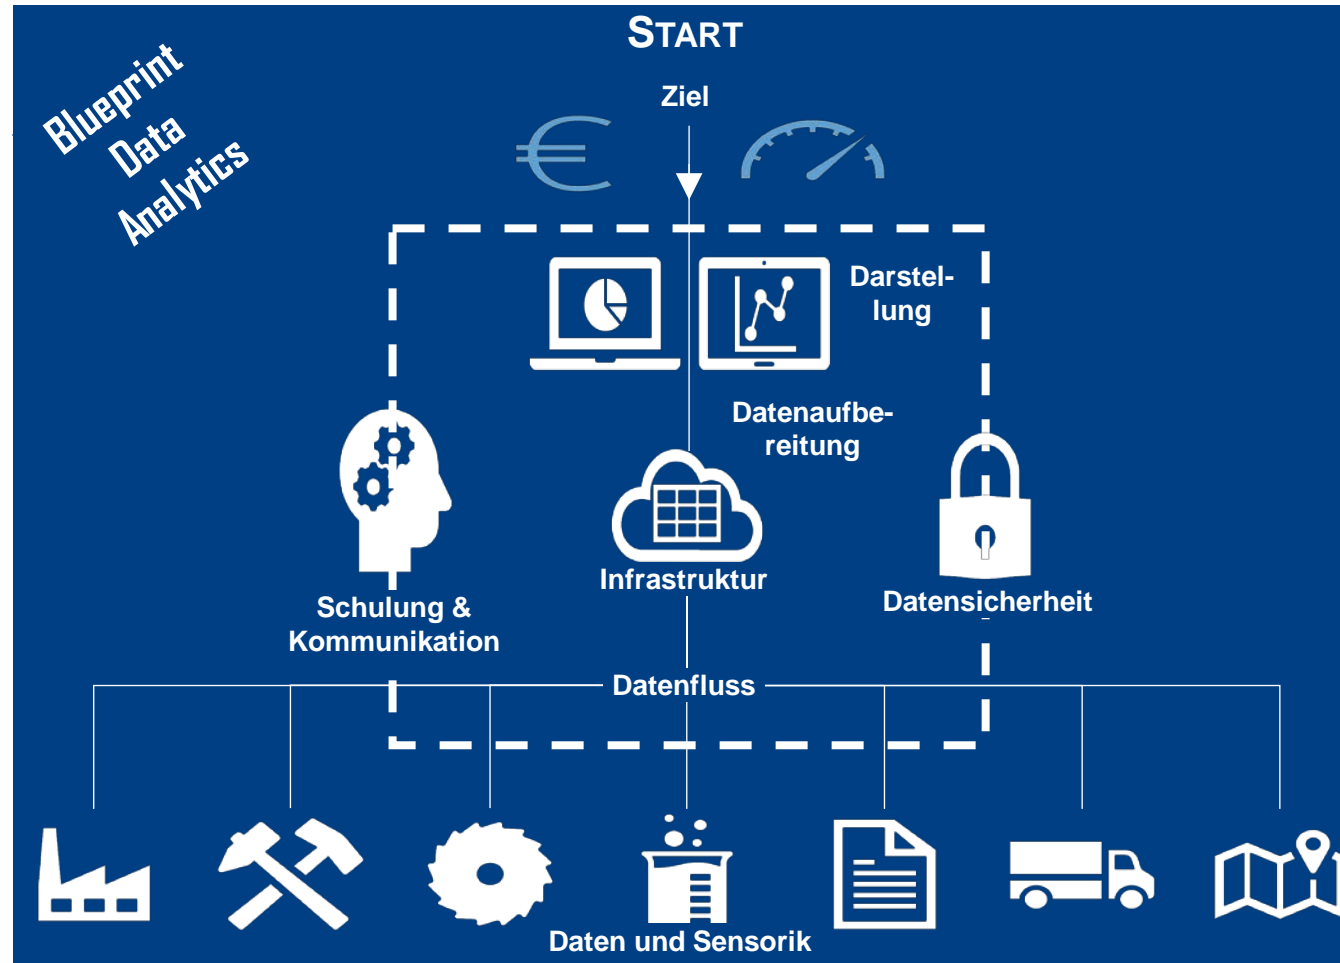 START
Blueprint
Data
Analytics
Ziel
Darstel-
lung
Datenaufbe-
reitung
Infrastruktur
Schulung &
Kommunikation
Datensicherheit
Datenfluss
Daten und Sensorik